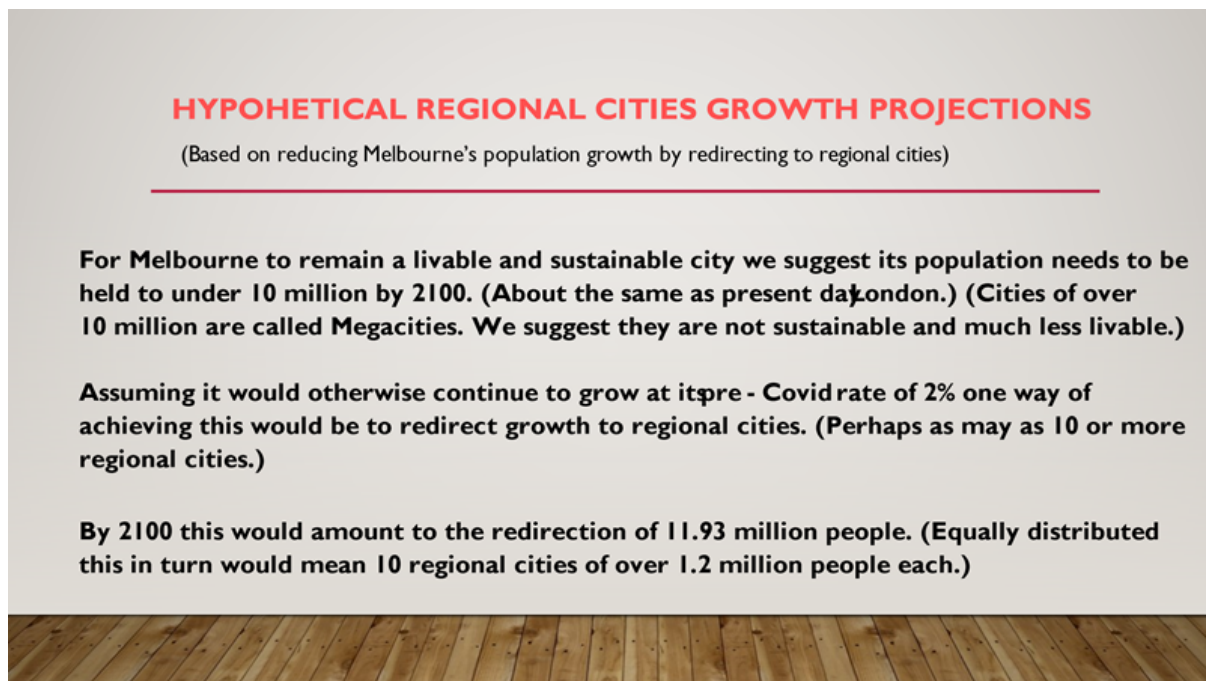 HYPOHETICAL REGIONAL CITIES GROWTH PROJECTIONS
(Based on reducing Melbourne's population growth by redirecting to regional cities)
For Melbourne to remain a livable and sustainable city we suggest its population needs to be
held to under 10 million by 2100. (About the same as present day London.) (Cities of over
10 million are called Megacities. We suggest they are not sustainable and much less livable.)
Assuming it would otherwise continue to grow at its pre - Covid rate of 2% one way of
achieving this would be to redirect growth to regional cities. (Perhaps as may as 10 or more
regional cities.)
By 2100 this would amount to the redirection of 11.93 million people. (Equally distributed
this in turn would mean 10 regional cities of over 1.2 million people each.)